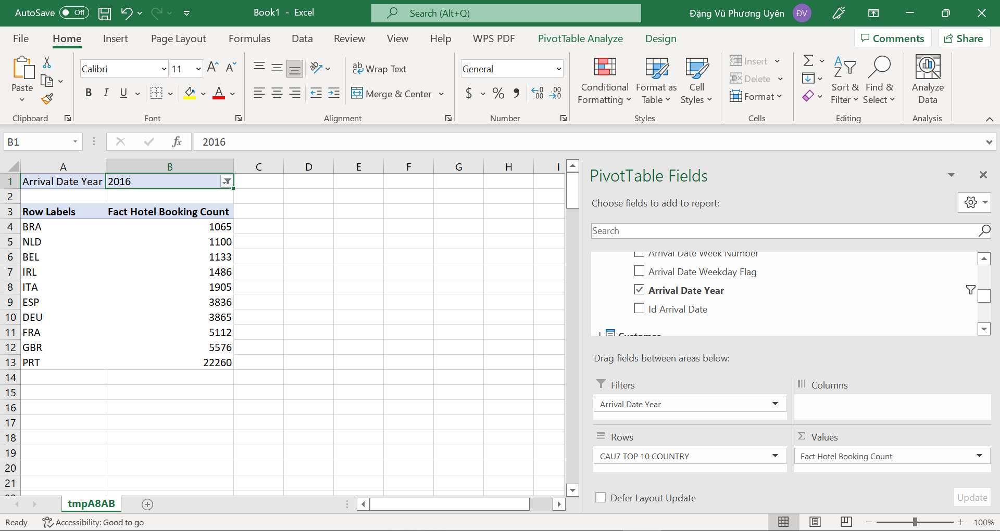 AutoSave Off Book1 - Excel Search (Alt+Q) Đặng Vũ Phương Uyên ĐV
File Home Insert Page Layout Formulas Data Review View Help WPS PDF PivotTable Analyze Design Comments Share
Paste
Clipboard
Calibri 11
B I U
Font
Wrap Text
Merge & Center
Alignment
General
$ % 9
Number
Conditional Formatting
Format as Table
Cell Styles
Styles
Insert
Delete
Format
Cells
Sort & Filter
Find & Select
Editing
Analyze Data
Analysis
B1 fx 2016
A B C D E F G H I
1 Arrival Date Year 2016
2
3 Row Labels Fact Hotel Booking Count
4 BRA 1065
5 NLD 1100
6 BEL 1133
7 IRL 1486
8 ITA 1905
9 ESP 3836
10 DEU 3865
11 FRA 5112
12 GBR 5576
13 PRT 22260
14
15
16
17
18
19
20
21
PivotTable Fields
Choose fields to add to report:
Search
Arrival Date Week Number
Arrival Date Weekday Flag
Arrival Date Year
Id Arrival Date
Customer
Drag fields between areas below:
Filters
Arrival Date Year
Columns
Rows
CAU7 TOP 10 COUNTRY
Σ Values
Fact Hotel Booking Count
Defer Layout Update Update
tmpA8AB
Ready Accessibility: Good to go 100%